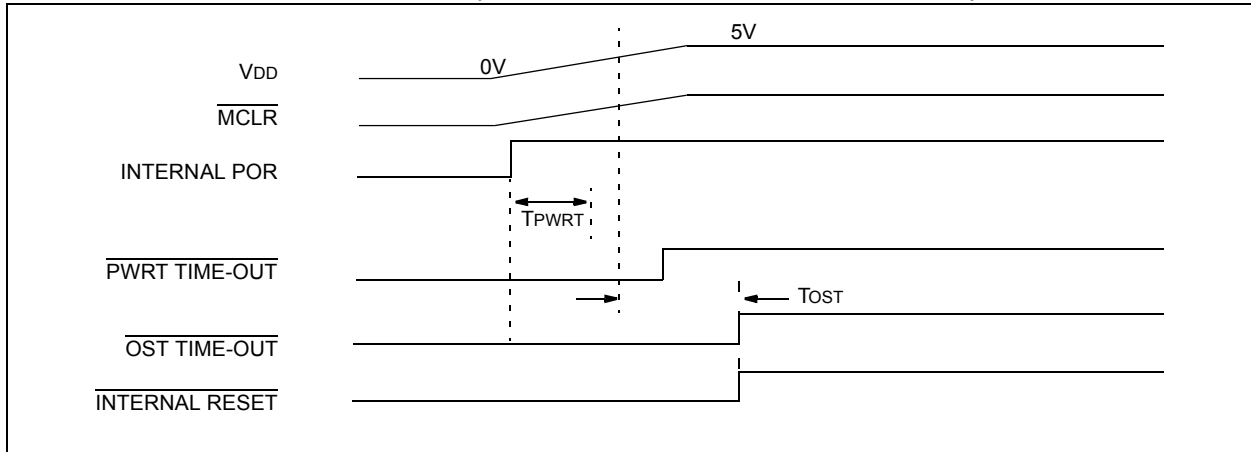 5V
0V
VDD
MCLR
INTERNAL POR
TPWRT
PWRT TIME-OUT
TOST
OST TIME-OUT
INTERNAL RESET